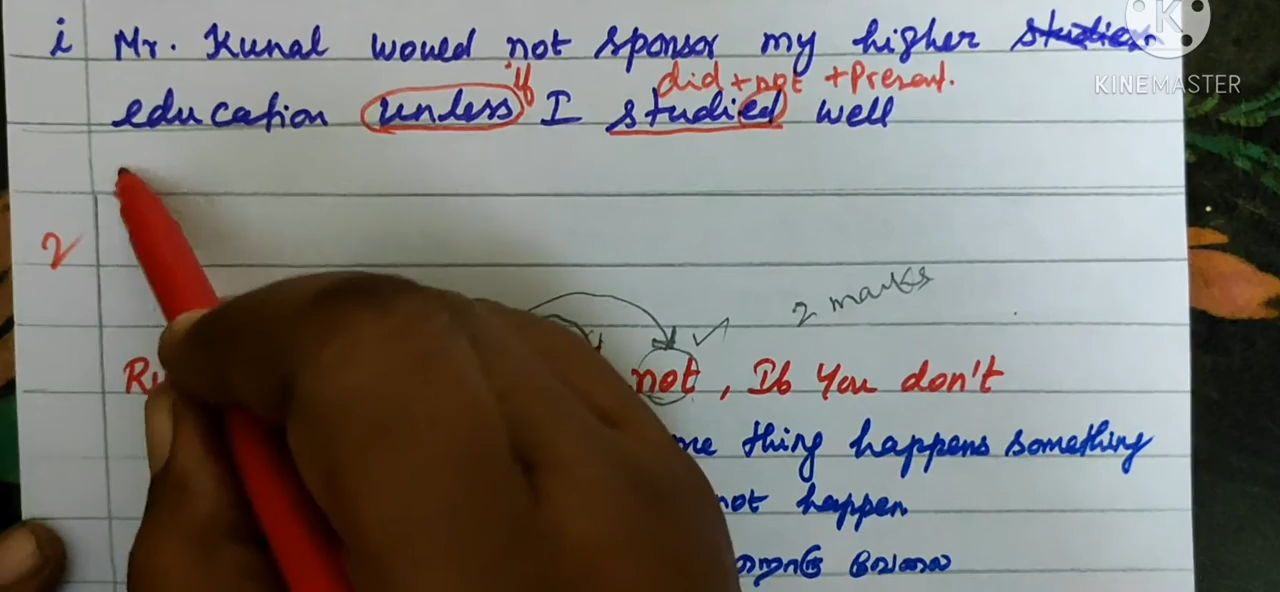 i Mr. Kunal would not sponsor my higher studies
if did + not + Present.
education unless I studied well
2
2 marks
not, If You don't
thing happens something
not happen
வேலை
K
KINEMASTER